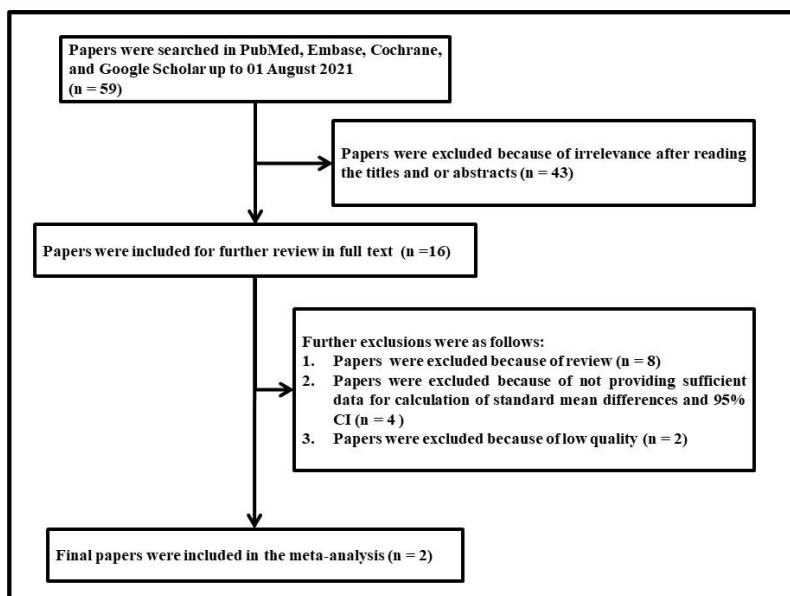 Papers were searched in PubMed, Embase, Cochrane,
and Google Scholar up to 01 August 2021
(n = 59)
Papers were excluded because of irrelevance after reading
the titles and or abstracts (n = 43)
Papers were included for further review in full text (n =16)
Further exclusions were as follows:
1. Papers were excluded because of review (n = 8)
2. Papers were excluded because of not providing sufficient
data for calculation of standard mean differences and 95%
CI (n = 4 )
3. Papers were excluded because of low quality (n = 2)
Final papers were included in the meta-analysis (n = 2)